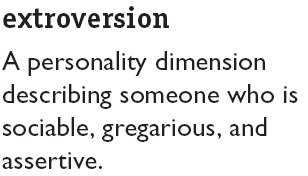 extroversion
A personality dimension
describing someone who is
sociable, gregarious, and
assertive.